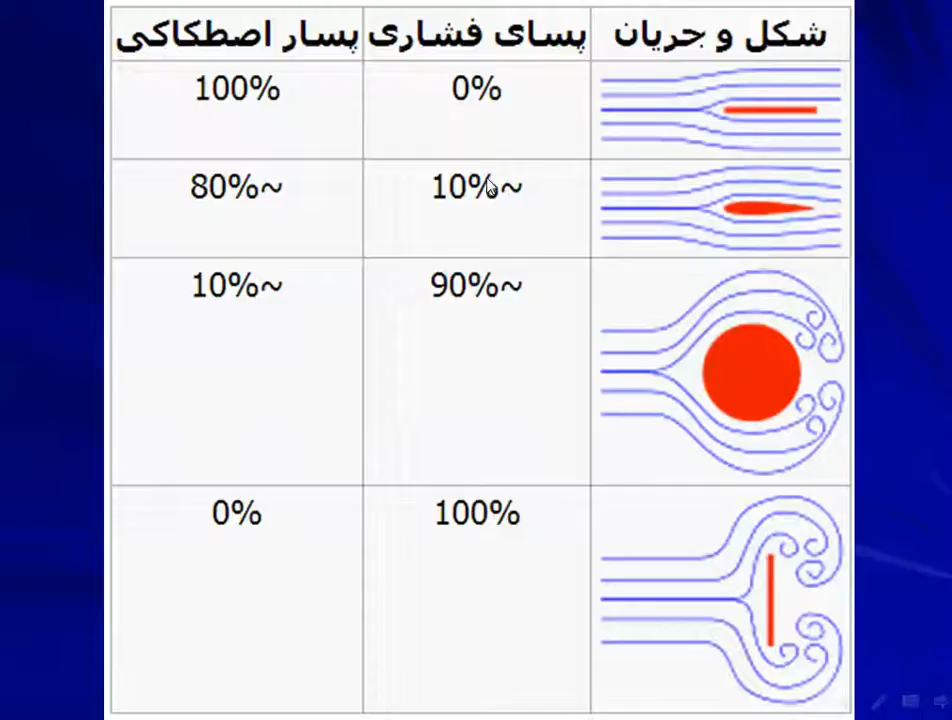 شکل و جریان پسای فشاری پسار اصطکاکی
0% 100%
10%~ 80%~
90%~ 10%~
100% 0%